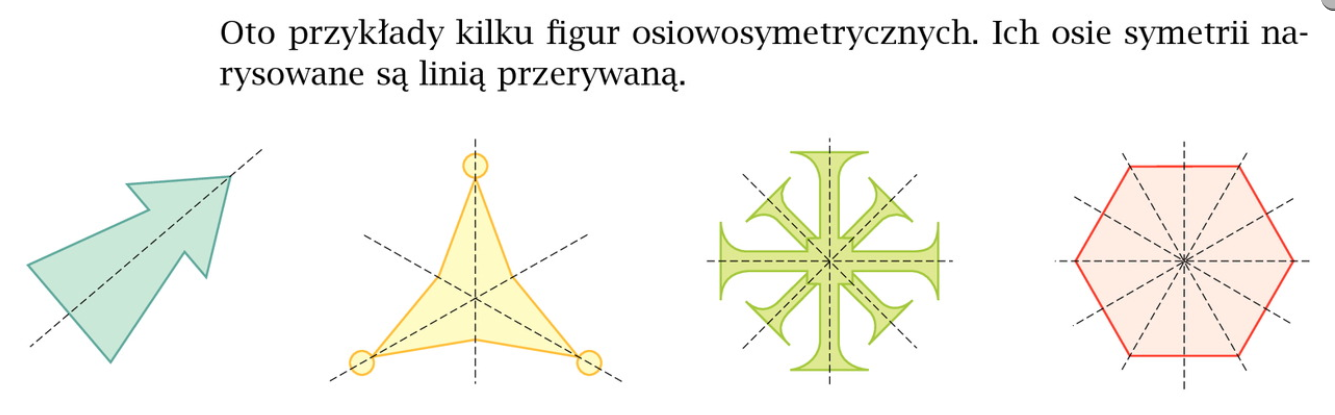 Oto przykłady kilku figur osiowosymetrycznych. Ich osie symetrii na-
rysowane są linią przerywaną.